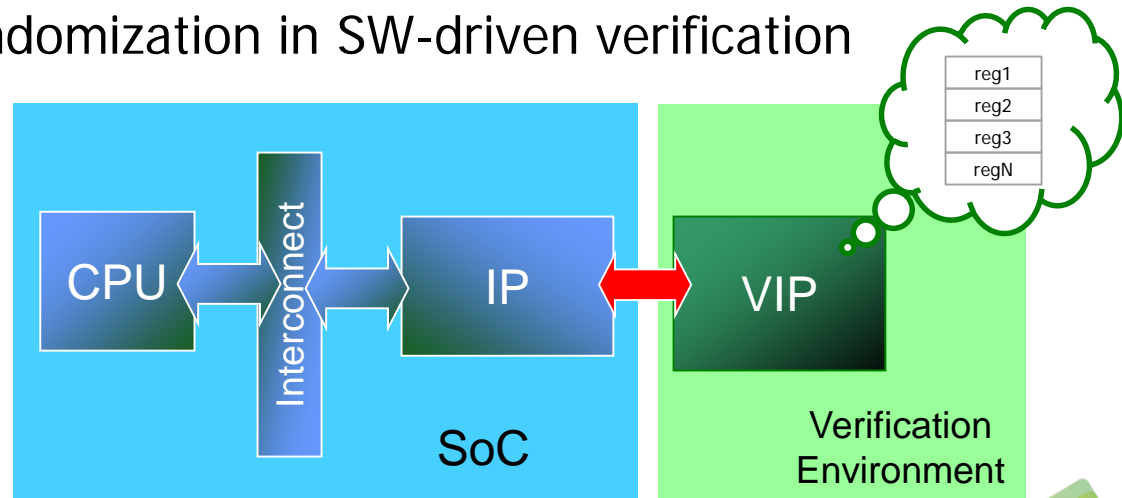 ndomization in SW-driven verification
reg1
reg2
reg3
regN
CPU
Interconnect
IP
VIP
SoC
Verification
Environment